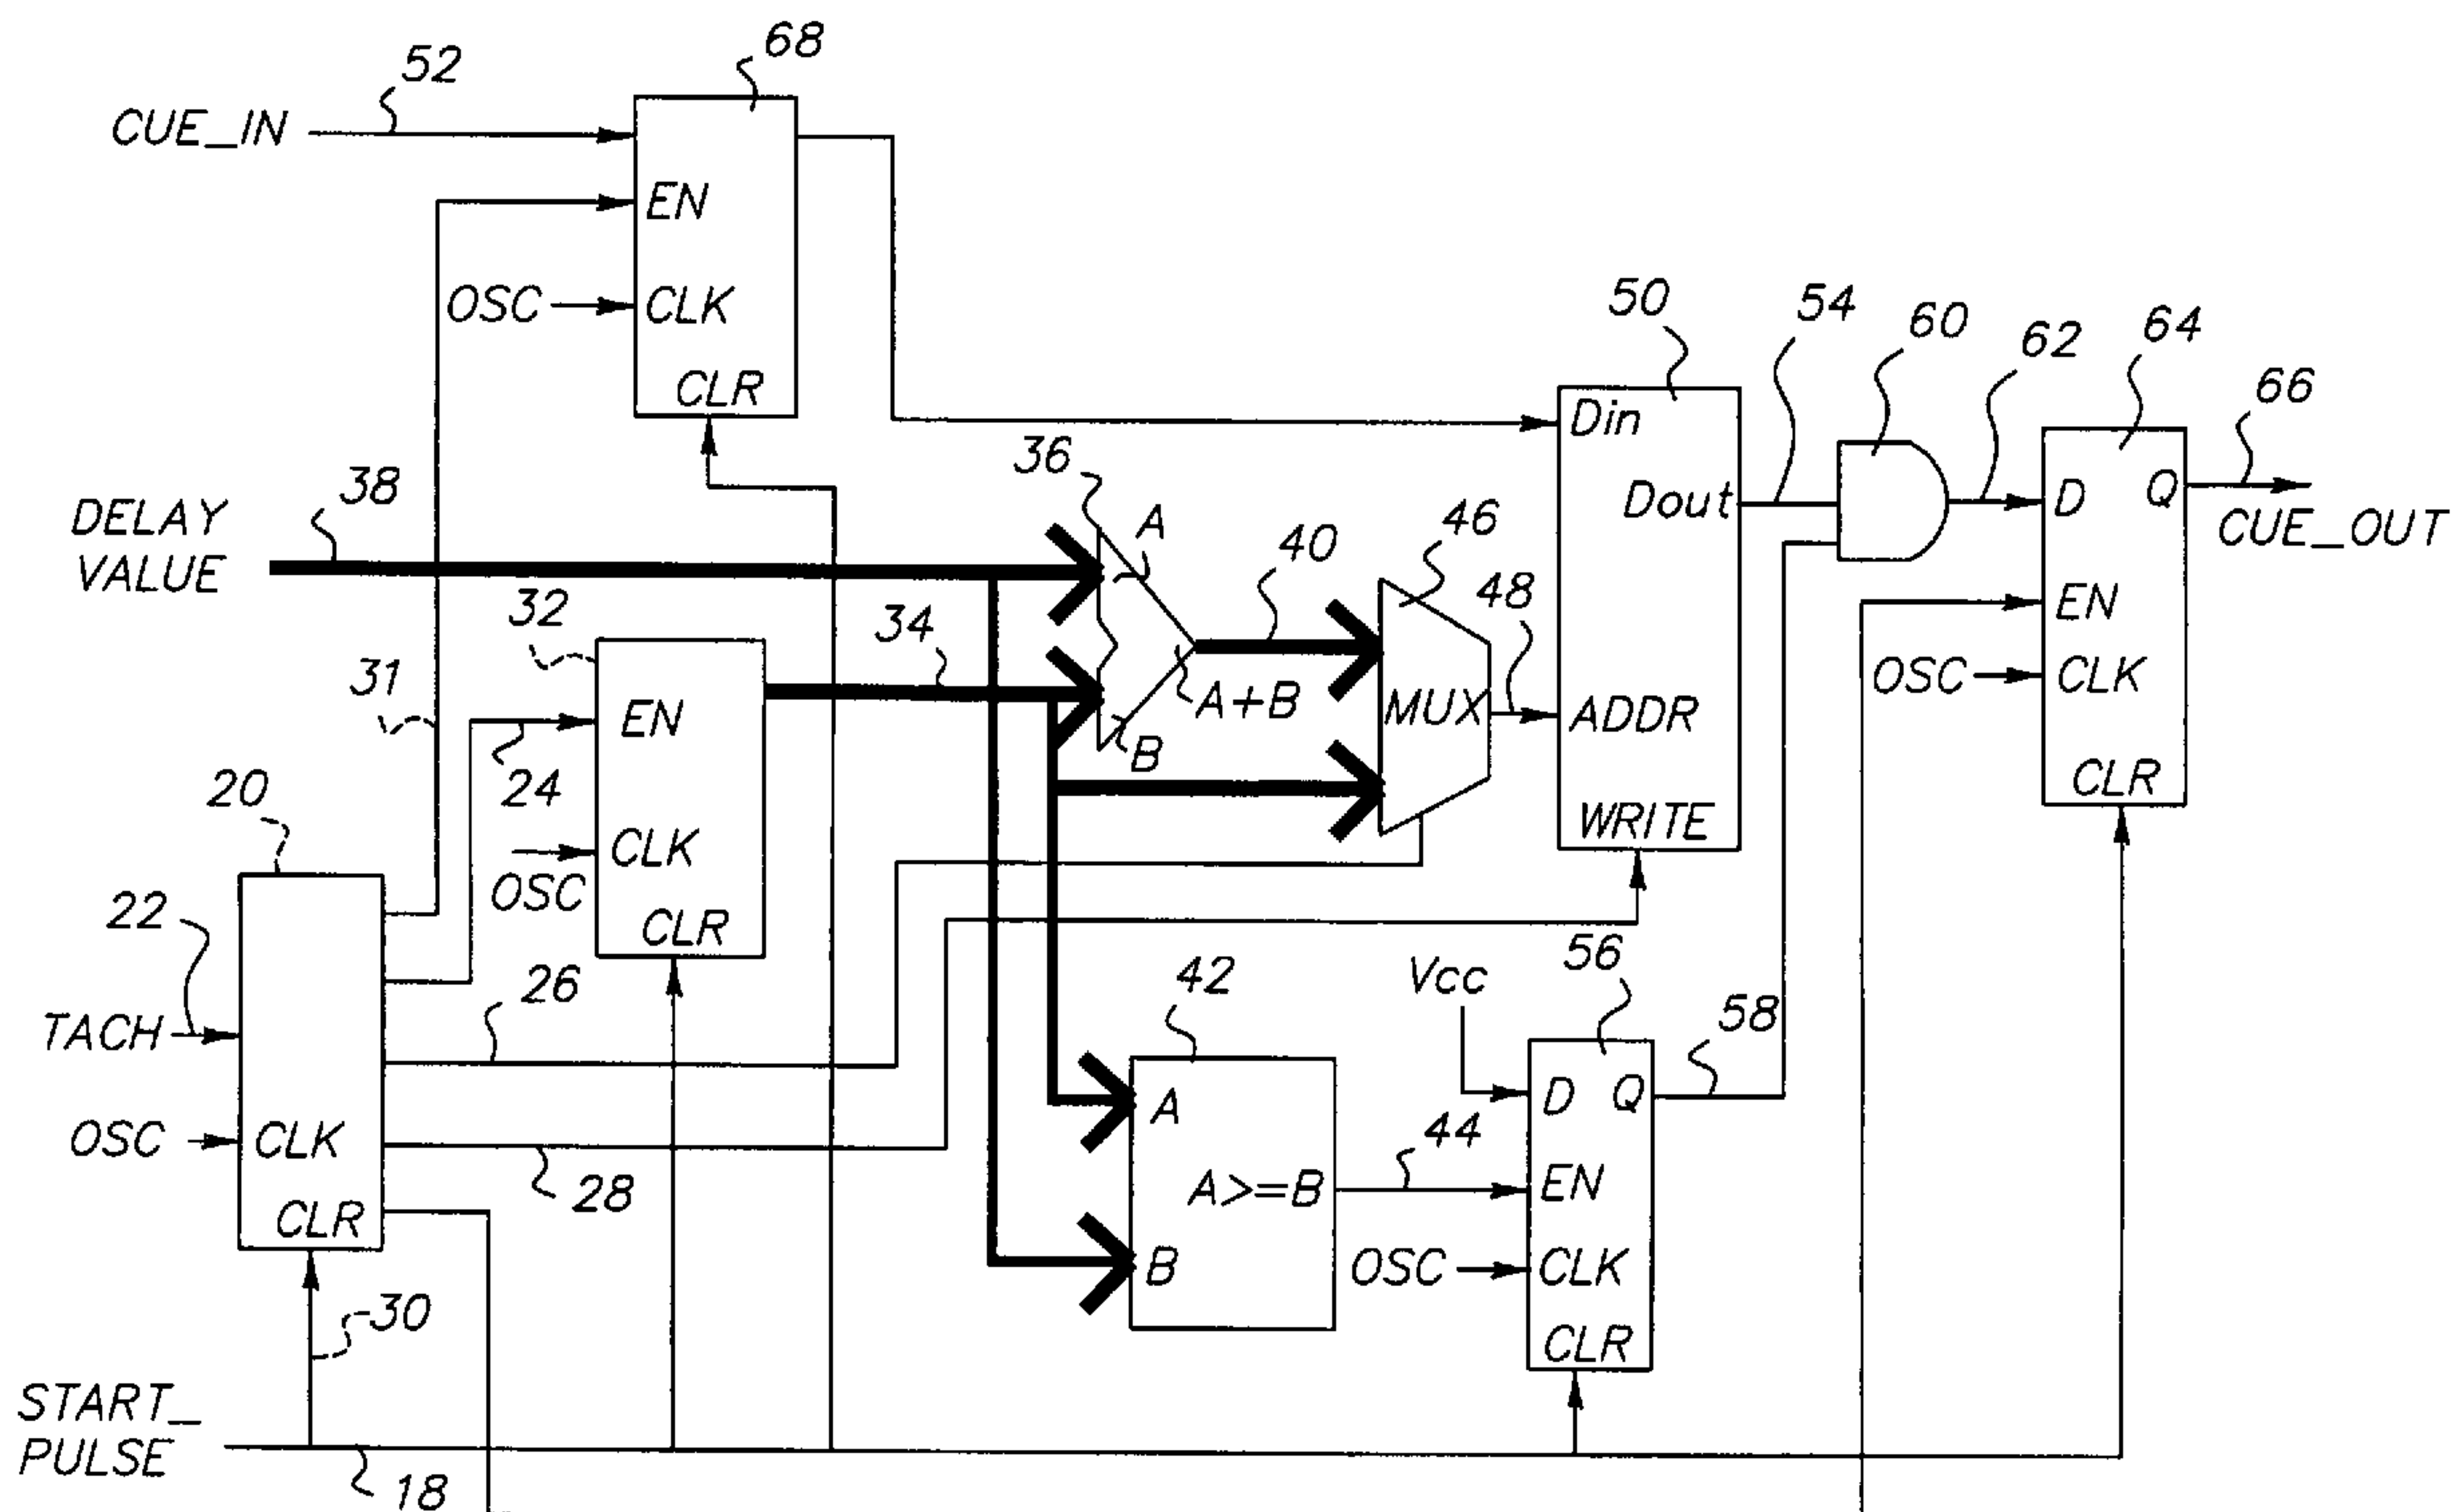 68
52
CUE_IN
EN
OSC
CLK
CLR
50
54
60
62
64
66
Din
Dout
D
Q
CUE_OUT
EN
OSC
CLK
CLR
38
DELAY
VALUE
36
A
40
46
48
32
34
A+B
B
MUX
ADDR
WRITE
31
EN
24
CLK
OSC
CLR
20
22
TACH
OSC
CLK
CLR
26
28
30
42
A
A>=B
B
44
Vcc
56
58
D
Q
EN
OSC
CLK
CLR
START_
PULSE
18